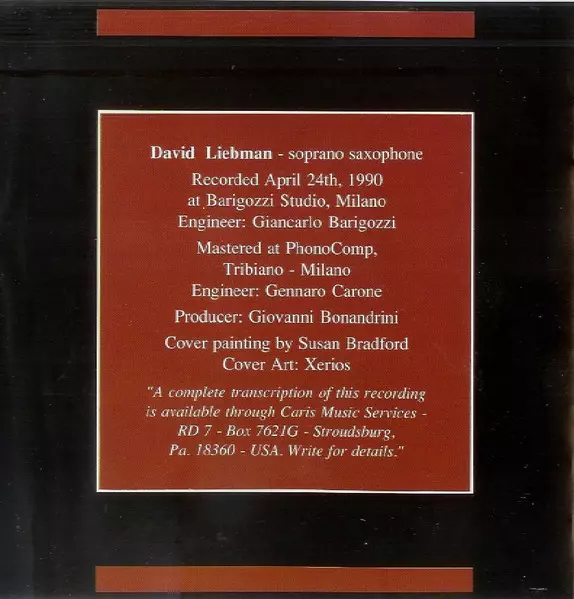 David Liebman - soprano saxophone
Recorded April 24th, 1990
at Barigozzi Studio, Milano
Engineer: Giancarlo Barigozzi
Mastered at PhonoComp,
Tribiano - Milano
Engineer: Gennaro Carone
Producer: Giovanni Bonandrini
Cover painting by Susan Bradford
Cover Art: Xerios
"A complete transcription of this recording
is available through Caris Music Services -
RD 7 - Box 7621G - Stroudsburg,
Pa. 18360 - USA. Write for details."